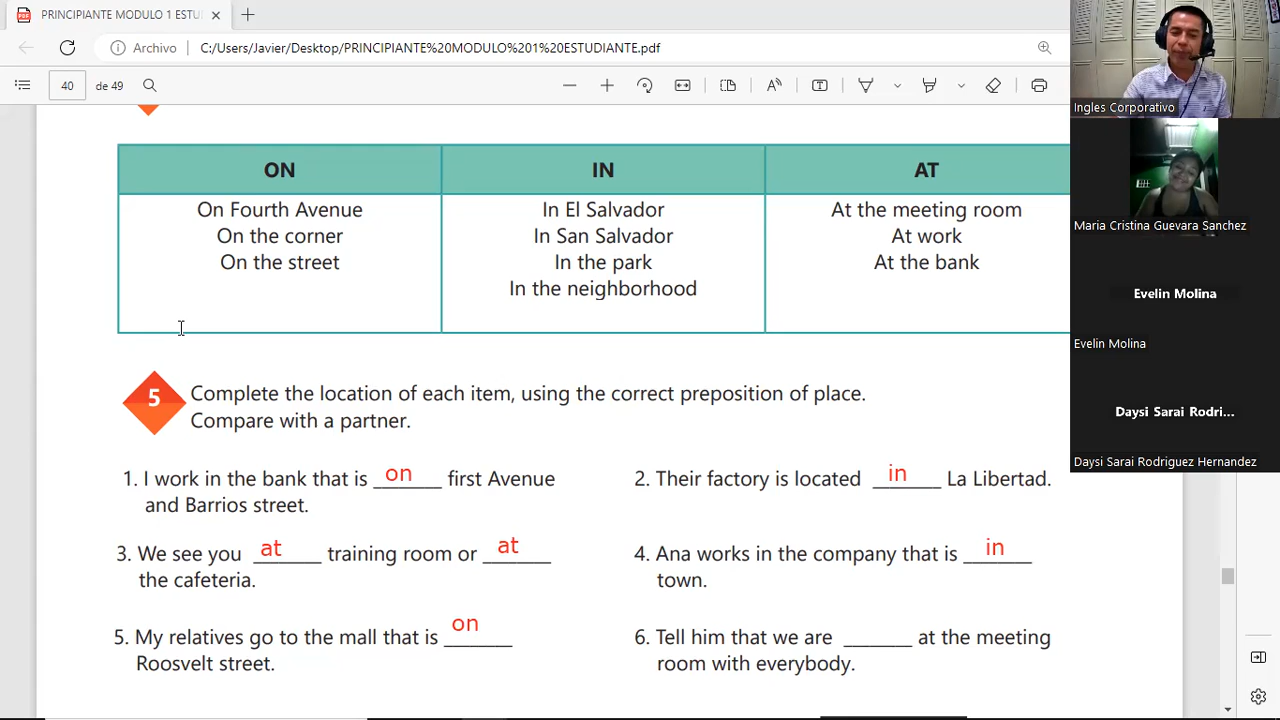 PRINCIPIANTE MODULO 1 ESTU
Archivo C:/Users/Javier/Desktop/PRINCIPIANTE%20MODULO%201%20ESTUDIANTE.pdf
40 de 49
ON IN AT
On Fourth Avenue
On the corner
On the street
In El Salvador
In San Salvador
In the park
In the neighborhood
At the meeting room
At work
At the bank
5 Complete the location of each item, using the correct preposition of place.
Compare with a partner.
1. I work in the bank that is on first Avenue
and Barrios street.
2. Their factory is located in La Libertad.
3. We see you at training room or at
the cafeteria.
4. Ana works in the company that is in
town.
5. My relatives go to the mall that is on
Roosvelt street.
6. Tell him that we are ________ at the meeting
room with everybody.
Ingles Corporativo
Maria Cristina Guevara Sanchez
Evelin Molina
Evelin Molina
Daysi Sarai Rodri...
Daysi Sarai Rodriguez Hernandez